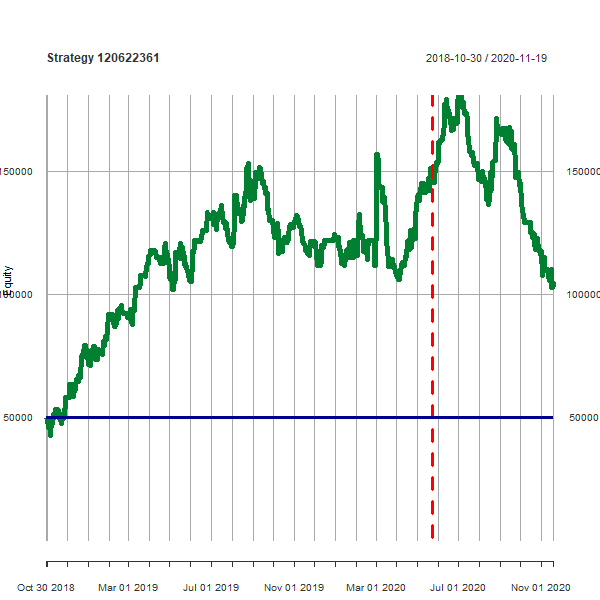 Strategy 120622361
2018-10-30 / 2020-11-19
150000
150000
Equity
100000
100000
50000
50000
Oct 30 2018
Mar 01 2019
Jul 01 2019
Nov 01 2019
Mar 01 2020
Jul 01 2020
Nov 01 2020